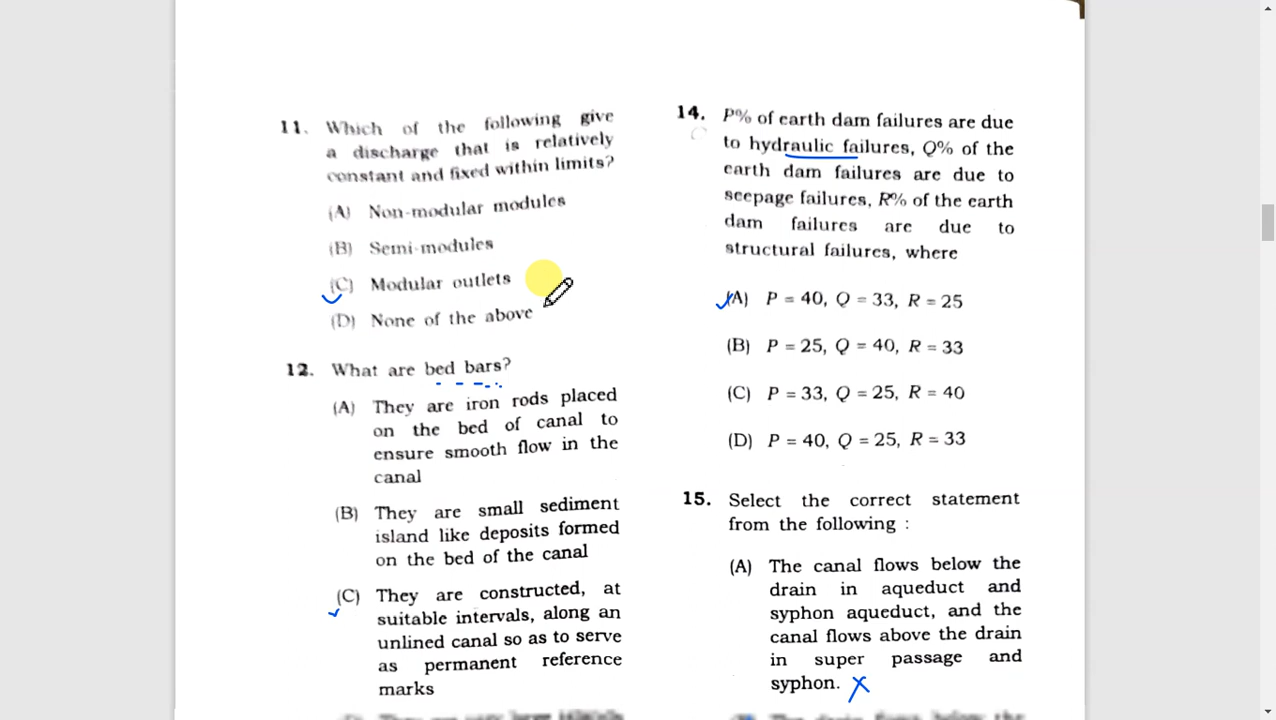 11. Which of the following give
a discharge that is relatively
constant and fixed within limits?
(A) Non-modular modules
(B) Semi-modules
(C) Modular outlets
(D) None of the above
12. What are bed bars?
(A) They are iron rods placed
on the bed of canal to
ensure smooth flow in the
canal
(B) They are small sediment
island like deposits formed
on the bed of the canal
(C) They are constructed, at
suitable intervals, along an
unlined canal so as to serve
as permanent reference
marks
14. P% of earth dam failures are due
to hydraulic failures, Q% of the
earth dam failures are due to
seepage failures, R% of the earth
dam failures are due to
structural failures, where
(A) P = 40, Q = 33, R = 25
(B) P = 25, Q = 40, R = 33
(C) P = 33, Q = 25, R = 40
(D) P = 40, Q = 25, R = 33
15. Select the correct statement
from the following :
(A) The canal flows below the
drain in aqueduct and
syphon aqueduct, and the
canal flows above the drain
in super passage and
syphon.